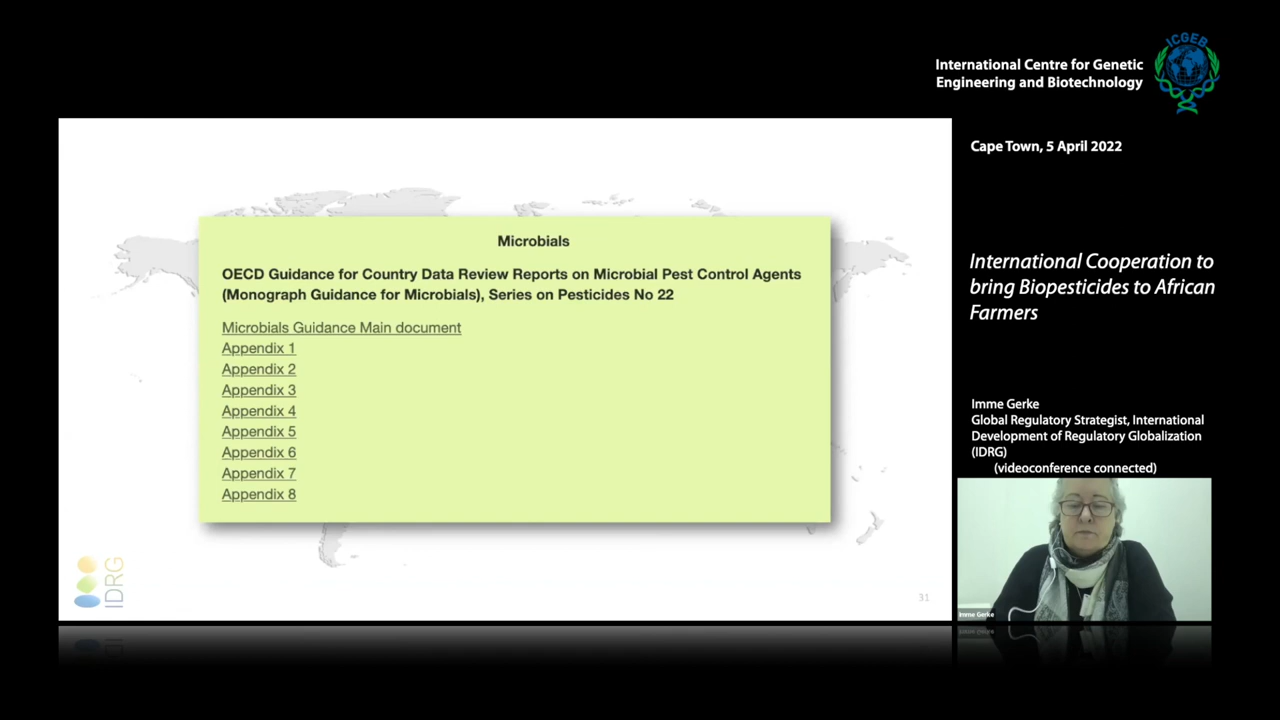 ICGEB
International Centre for Genetic
Engineering and Biotechnology
Cape Town, 5 April 2022
Microbials
OECD Guidance for Country Data Review Reports on Microbial Pest Control Agents
(Monograph Guidance for Microbials), Series on Pesticides No 22
Microbials Guidance Main document
Appendix 1
Appendix 2
Appendix 3
Appendix 4
Appendix 5
Appendix 6
Appendix 7
Appendix 8
IDRG
31
International Cooperation to
bring Biopesticides to African
Farmers
Imme Gerke
Global Regulatory Strategist, International
Development of Regulatory Globalization
(IDRG)
(videoconference connected)
Imme Gerke